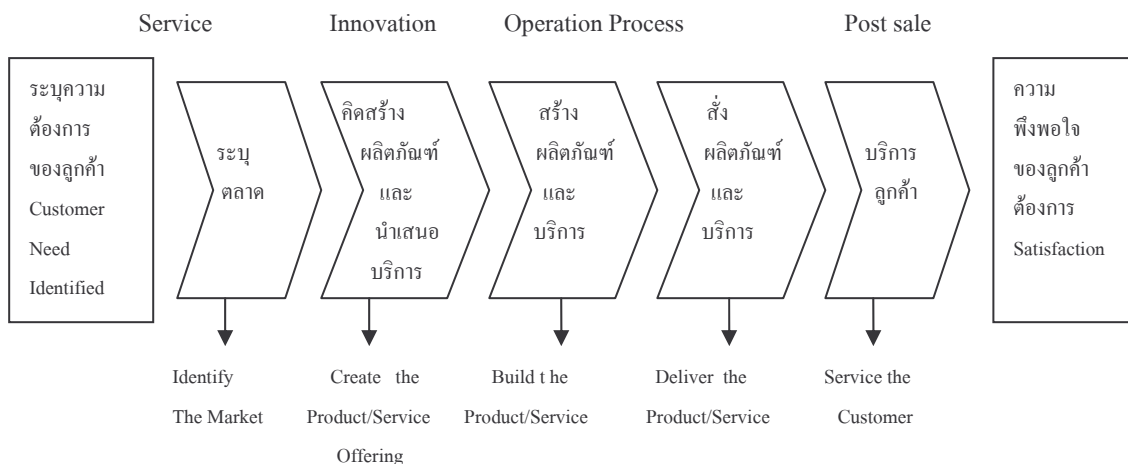 Service Innovation Operation Process Post sale
ระบุความ
ต้องการ
ของลูกค้า
Customer
Need
Identified
ระบุ
ตลาด
คิดสร้าง
ผลิตภัณฑ์
และ
นำเสนอ
บริการ
สร้าง
ผลิตภัณฑ์
และ
บริการ
สั่ง
ผลิตภัณฑ์
และ
บริการ
บริการ
ลูกค้า
ความ
พึงพอใจ
ของลูกค้า
ต้องการ
Satisfaction
Identify
The Market
Create the
Product/Service
Offering
Build t he
Product/Service
Deliver the
Product/Service
Service the
Customer